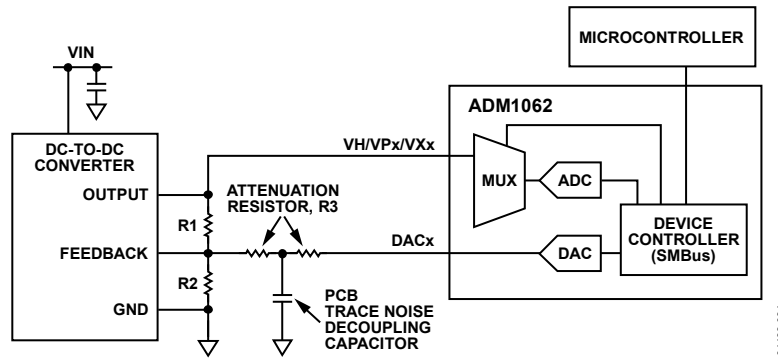 MICROCONTROLLER
VIN
ADM1062
DC-TO-DC
CONVERTER
VH/VPx/VXx
MUX
ADC
OUTPUT
ATTENUATION
RESISTOR, R3
R1
DEVICE
CONTROLLER
(SMBus)
FEEDBACK
DACx
DAC
R2
PCB
TRACE NOISE
DECOUPLING
CAPACITOR
GND